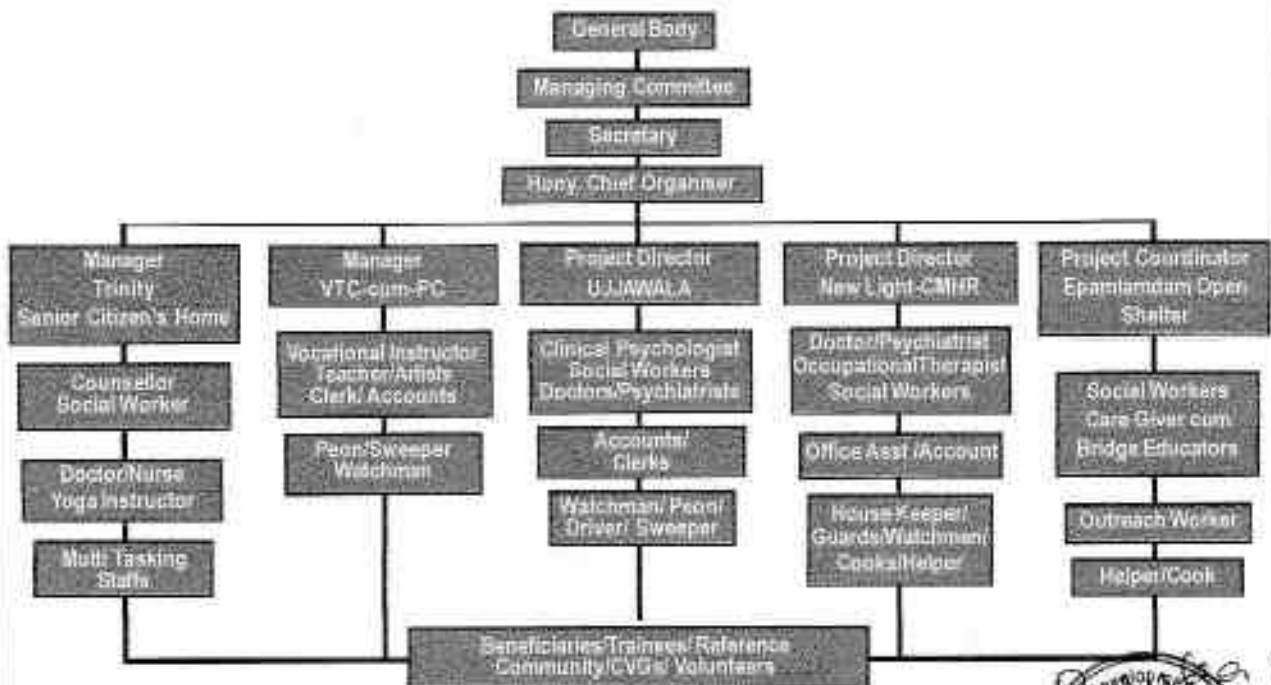 General Body
Managing Committee
Secretary
Hony. Chief Organiser
Manager
Trinity
Senior Citizen's Home
Manager
VTC-cum-PC
Project Director
UJJAWALA
Project Director
New Light-CMHR
Project Coordinator
Epamlamdam Open
Shelter
Counsellor
Social Worker
Vocational Instructor
Teacher/Artists
Clerk/ Accounts
Clinical Psychologist
Social Workers
Doctors/Psychiatrists
Doctor/Psychiatrist
OccupationalTherapist
Social Workers
Social Workers
Care Giver cum
Bridge Educators
Doctor/Nurse
Yoga Instructor
Peon/Sweeper
Watchman
Accounts/
Clerks
Office Asst /Account
Outreach Worker
Multi Tasking
Staffs
Watchman/ Peon/
Driver/ Sweeper
House-Keeper/
Guards/Watchmen/
Cooks/Helper
Helper/Cook
Beneficiaries/Trainees/Reference
Community/CVGs/ Volunteers